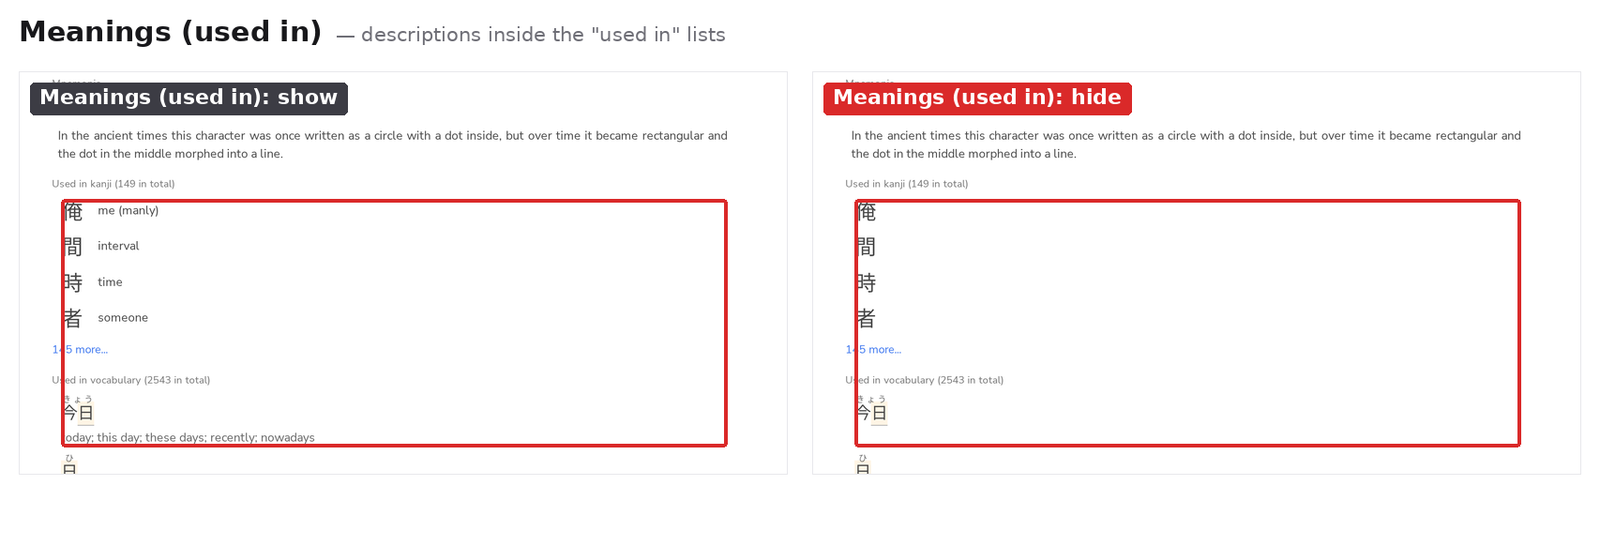 Meanings (used in) — descriptions inside the "used in" lists
Meanings (used in): show
In the ancient times this character was once written as a circle with a dot inside, but over time it became rectangular and
the dot in the middle morphed into a line.
Used in kanji (149 in total)
俺 me (manly)
間 interval
時 time
者 someone
145 more...
Used in vocabulary (2543 in total)
きょう
今日
today; this day; these days; recently; nowadays
ひ
日
Meanings (used in): hide
In the ancient times this character was once written as a circle with a dot inside, but over time it became rectangular and
the dot in the middle morphed into a line.
Used in kanji (149 in total)
俺
間
時
者
145 more...
Used in vocabulary (2543 in total)
きょう
今日
ひ
日